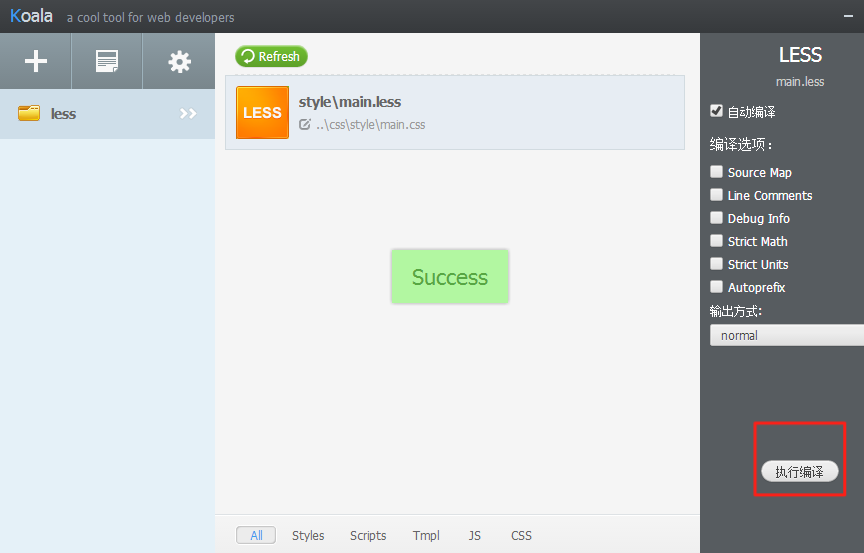 Koala a cool tool for web developers
less
Refresh
LESS
style\main.less
..\css\style\main.css
Success
All Styles Scripts Tmpl JS CSS
LESS
main.less
自动编译
编译选项：
Source Map
Line Comments
Debug Info
Strict Math
Strict Units
Autoprefix
输出方式:
normal
执行编译